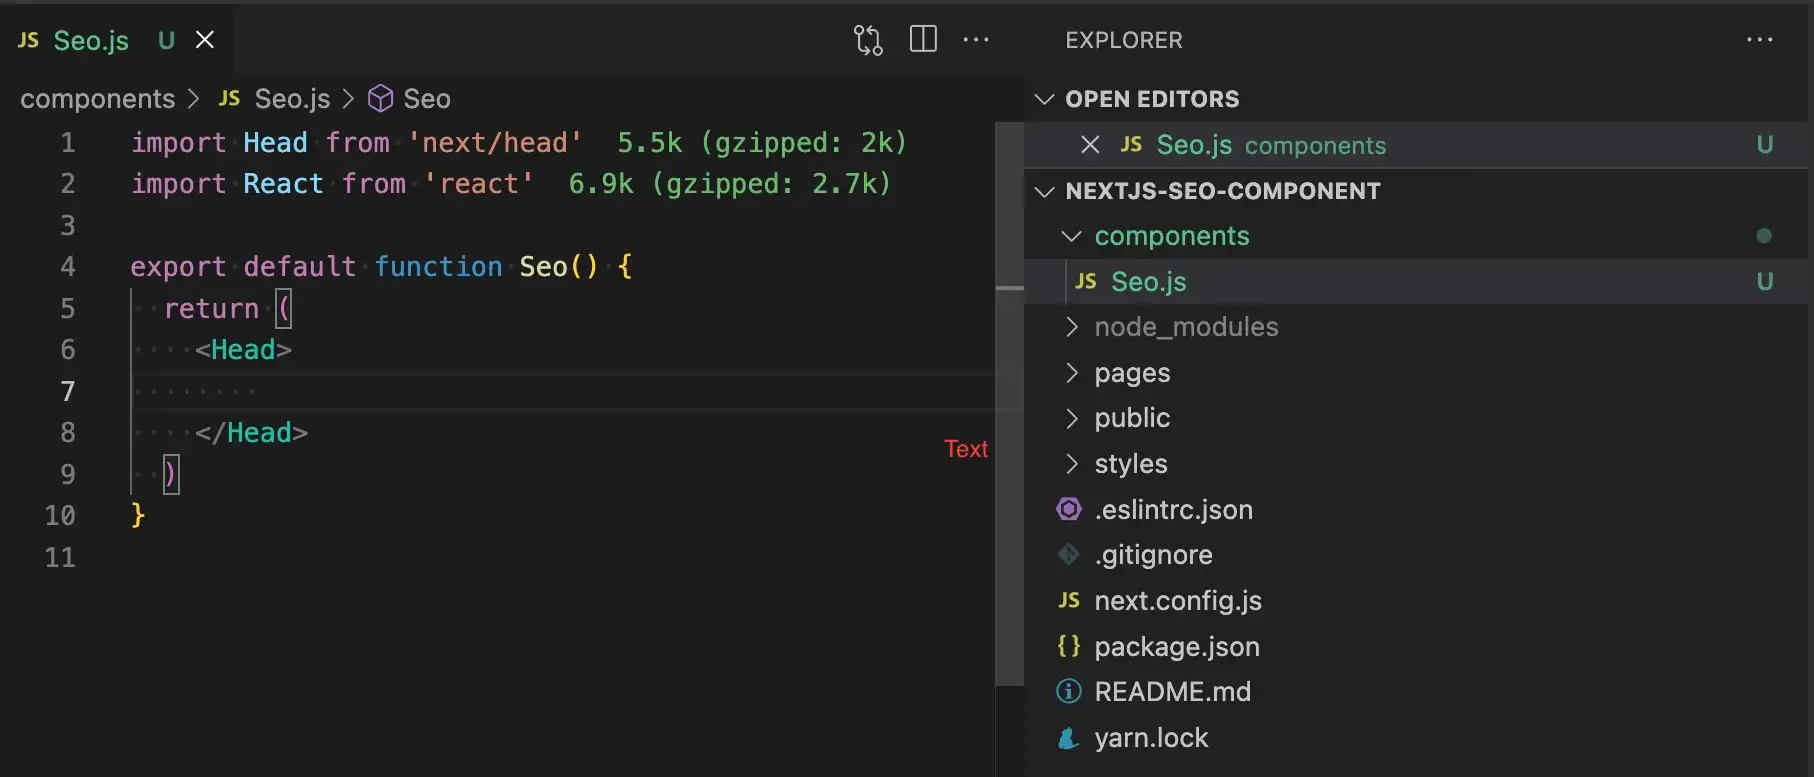 JS Seo.js U
components > JS Seo.js > Seo
1 import Head from 'next/head' 5.5k (gzipped: 2k)
2 import React from 'react' 6.9k (gzipped: 2.7k)
3
4 export default function Seo() {
5 return (
6 <Head>
7
8 </Head>
9 )
10 }
11
Text
EXPLORER
OPEN EDITORS
JS Seo.js components U
NEXTJS-SEO-COMPONENT
components
JS Seo.js U
node_modules
pages
public
styles
.eslintrc.json
.gitignore
JS next.config.js
{} package.json
README.md
yarn.lock